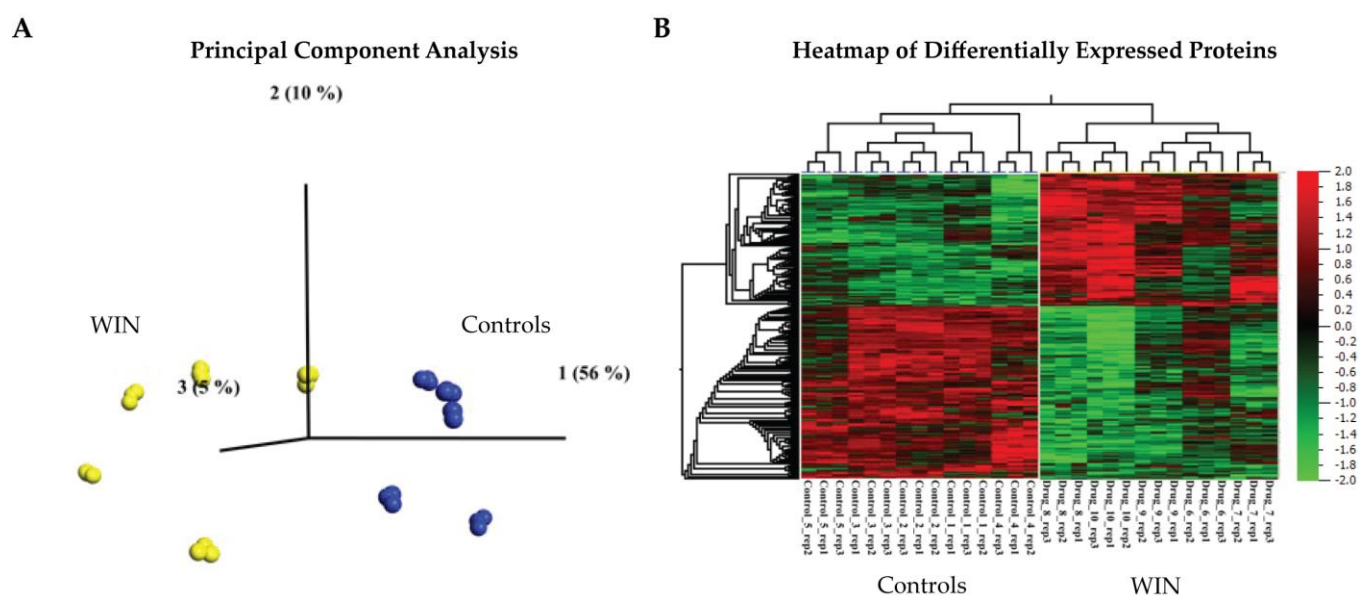 A
Principal Component Analysis
2 (10 %)
WIN
Controls
3 (5 %)
1 (56 %)
B
Heatmap of Differentially Expressed Proteins
2.0
1.8
1.6
1.4
1.2
1.0
0.8
0.6
0.4
0.2
0.0
-0.2
-0.4
-0.6
-0.8
-1.0
-1.2
-1.4
-1.6
-1.8
-2.0
Control_5_rep2
Control_5_rep1
Control_5_rep3
Control_3_rep1
Control_3_rep2
Control_3_rep3
Control_2_rep3
Control_2_rep1
Control_2_rep2
Control_1_rep1
Control_1_rep3
Control_1_rep2
Control_4_rep3
Control_4_rep1
Control_4_rep2
Drug_8_rep3
Drug_8_rep2
Drug_8_rep1
Drug_10_rep3
Drug_10_rep1
Drug_10_rep2
Drug_9_rep2
Drug_9_rep3
Drug_9_rep1
Drug_6_rep2
Drug_6_rep1
Drug_6_rep3
Drug_7_rep2
Drug_7_rep1
Drug_7_rep3
Controls
WIN